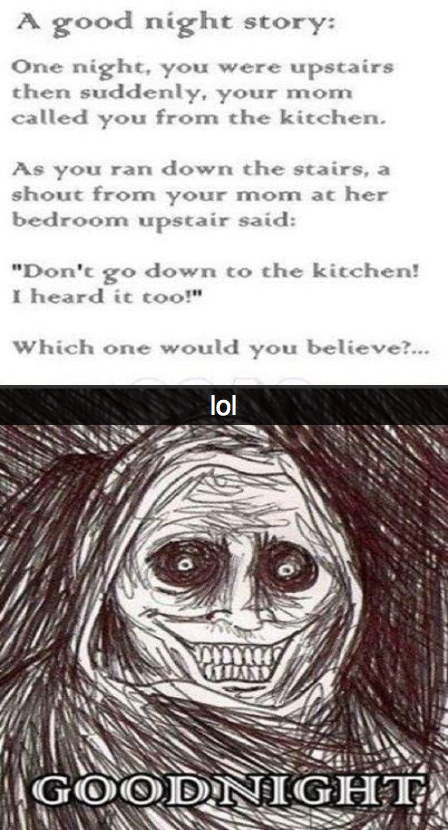 A good night story:
One night, you were upstairs
then suddenly, your mom
called you from the kitchen.
As you ran down the stairs, a
shout from your mom at her
bedroom upstair said:
"Don't go down to the kitchen!
I heard it too!"
Which one would you believe?...
lol
GOODNIGHT